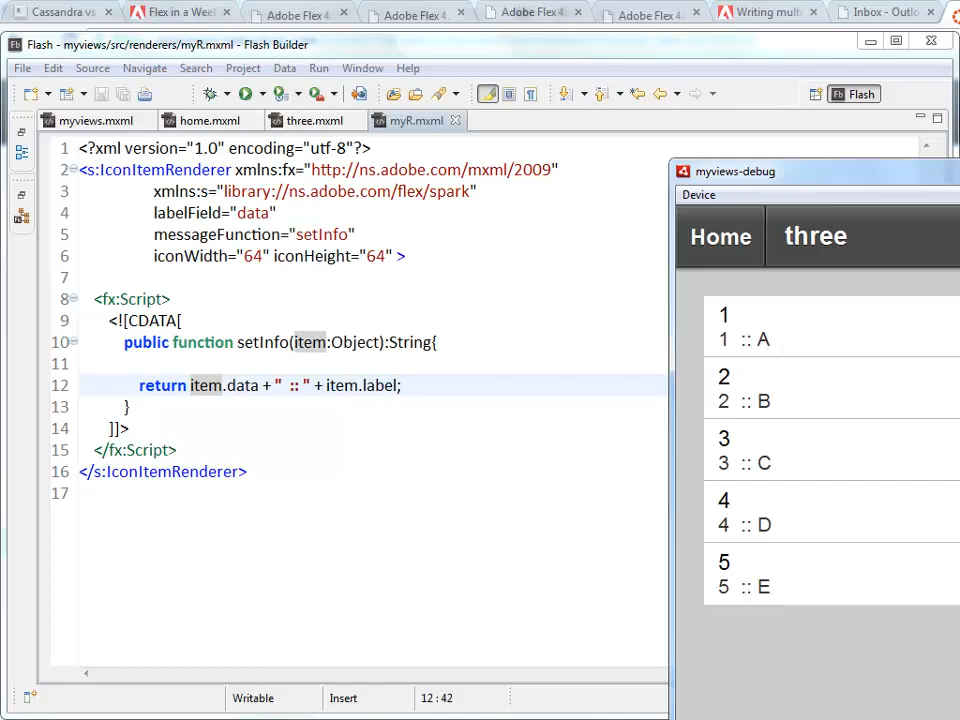 Cassandra vs
Flex in a Wee
Adobe Flex 4
Adobe Flex 4.
Adobe Flex 4.
Adobe Flex 4.
Writing mult
Inbox - Outlo
Fb Flash - myviews/src/renderers/myR.mxml - Flash Builder
File Edit Source Navigate Search Project Data Run Window Help
Fb Flash
myviews.mxml home.mxml three.mxml myR.mxml
1 <?xml version="1.0" encoding="utf-8"?>
2 <s:IconItemRenderer xmlns:fx="http://ns.adobe.com/mxml/2009"
3 xmlns:s="library://ns.adobe.com/flex/spark"
4 labelField="data"
5 messageFunction="setInfo"
6 iconWidth="64" iconHeight="64" >
7
8 <fx:Script>
9 <![CDATA[
10 public function setInfo(item:Object):String{
11
12 return item.data + " :: " + item.label;
13 }
14 ]]>
15 </fx:Script>
16 </s:IconItemRenderer>
17
Writable Insert 12 : 42
myviews-debug
Device
Home three
1
1 :: A
2
2 :: B
3
3 :: C
4
4 :: D
5
5 :: E